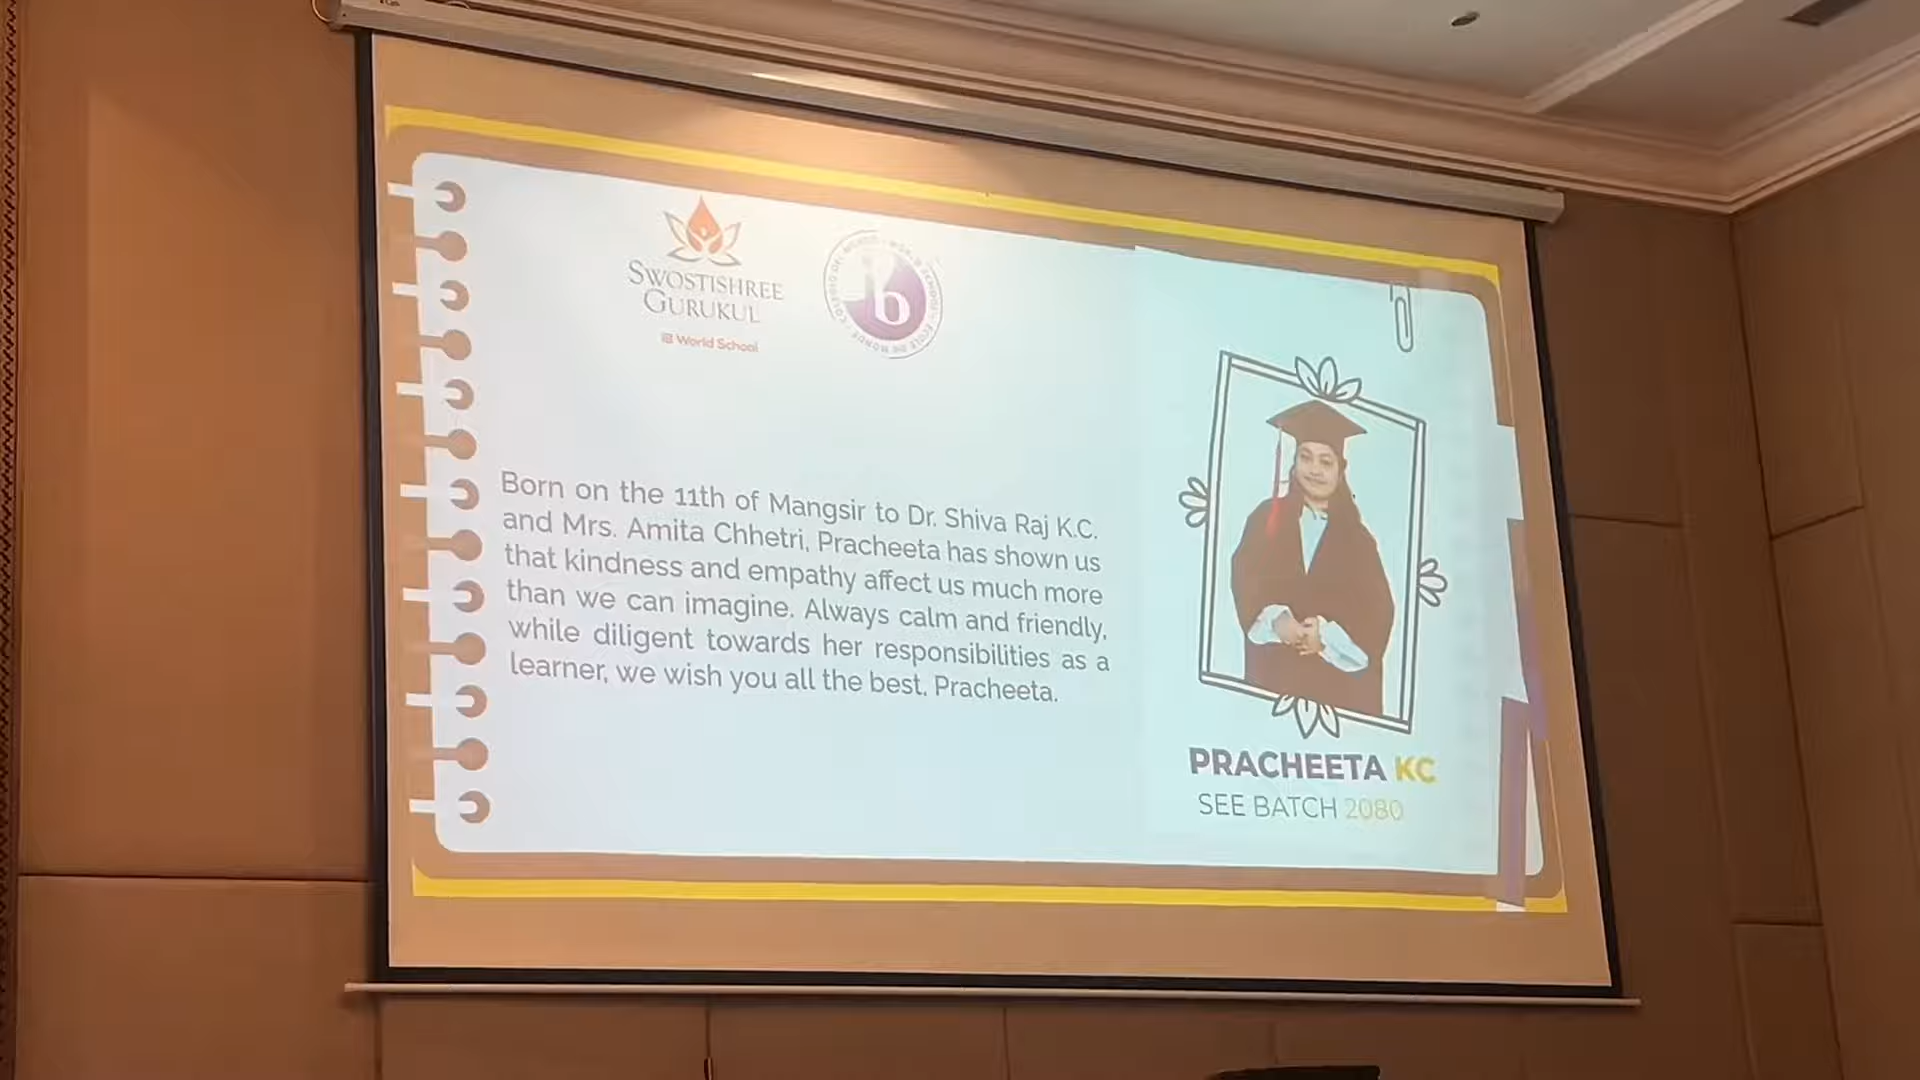 SWOSTISHREE
GURUKUL
IB World School
b
Born on the 11th of Mangsir to Dr. Shiva Raj K.C.
and Mrs. Amita Chhetri, Pracheeta has shown us
that kindness and empathy affect us much more
than we can imagine. Always calm and friendly,
while diligent towards her responsibilities as a
learner, we wish you all the best, Pracheeta.
PRACHEETA KC
SEE BATCH 2080